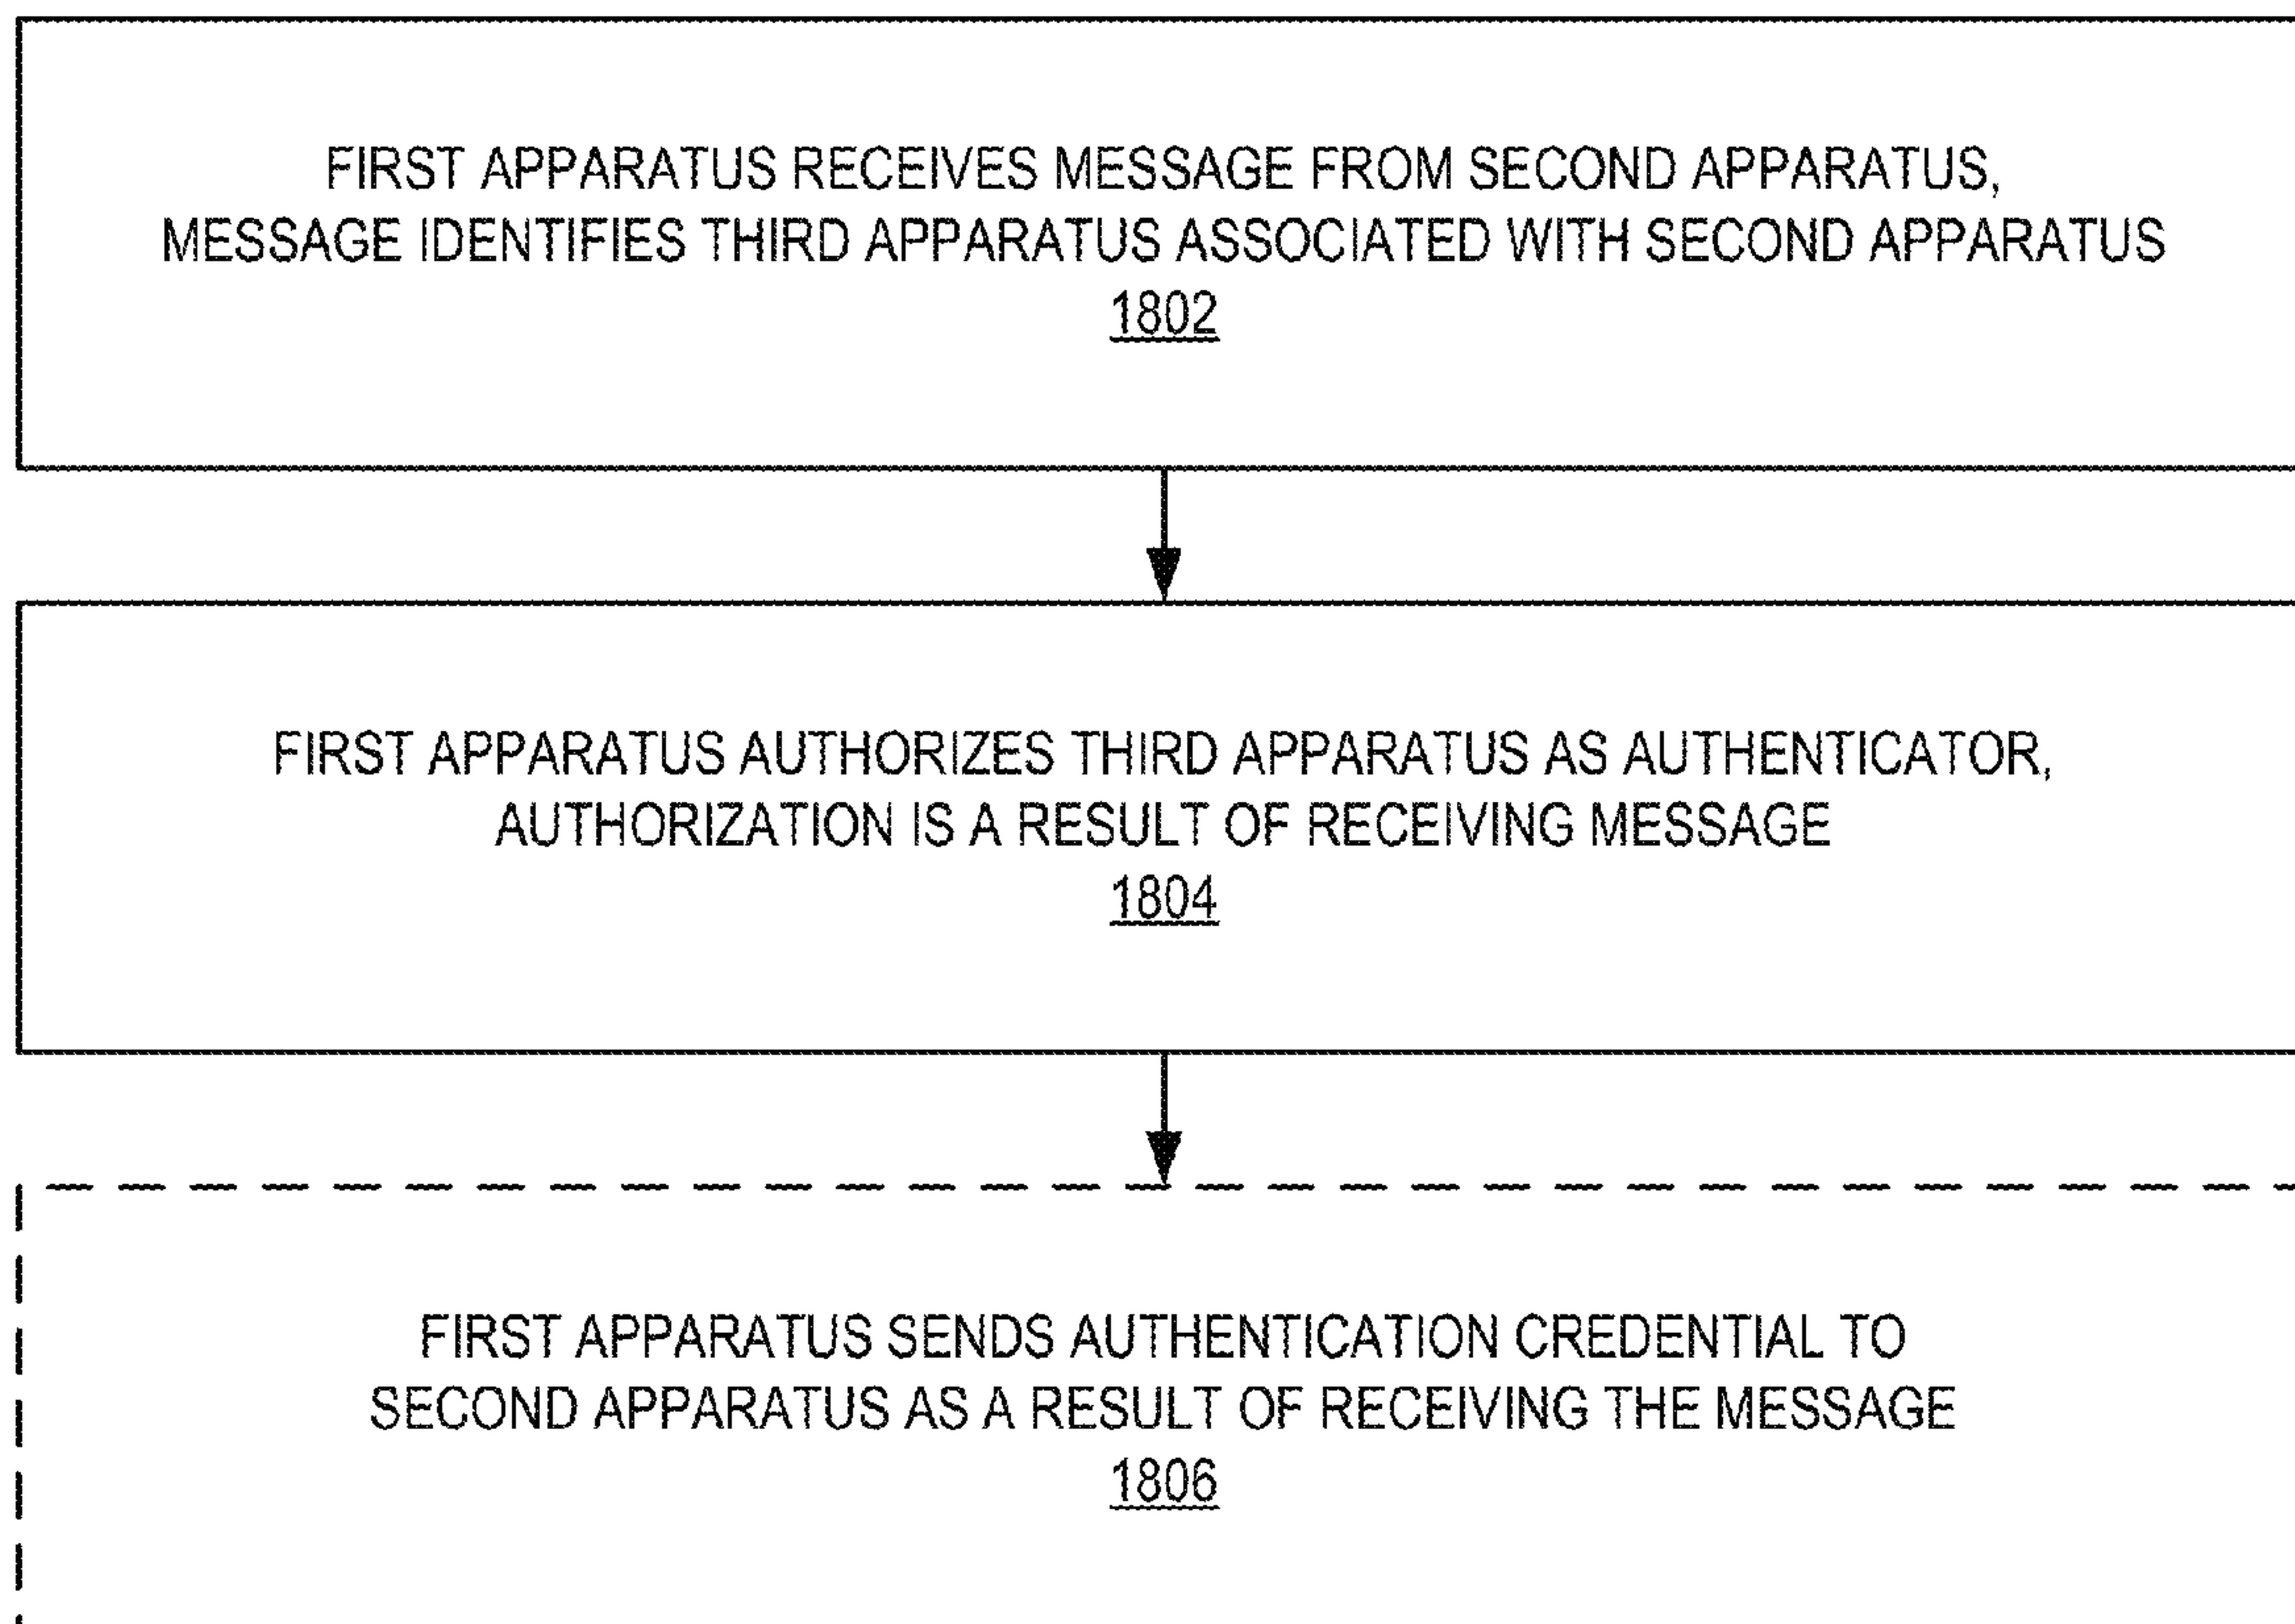 FIRST APPARATUS RECEIVES MESSAGE FROM SECOND APPARATUS,
MESSAGE IDENTIFIES THIRD APPARATUS ASSOCIATED WITH SECOND APPARATUS
1802
FIRST APPARATUS AUTHORIZES THIRD APPARATUS AS AUTHENTICATOR,
AUTHORIZATION IS A RESULT OF RECEIVING MESSAGE
1804
FIRST APPARATUS SENDS AUTHENTICATION CREDENTIAL TO
SECOND APPARATUS AS A RESULT OF RECEIVING THE MESSAGE
1806